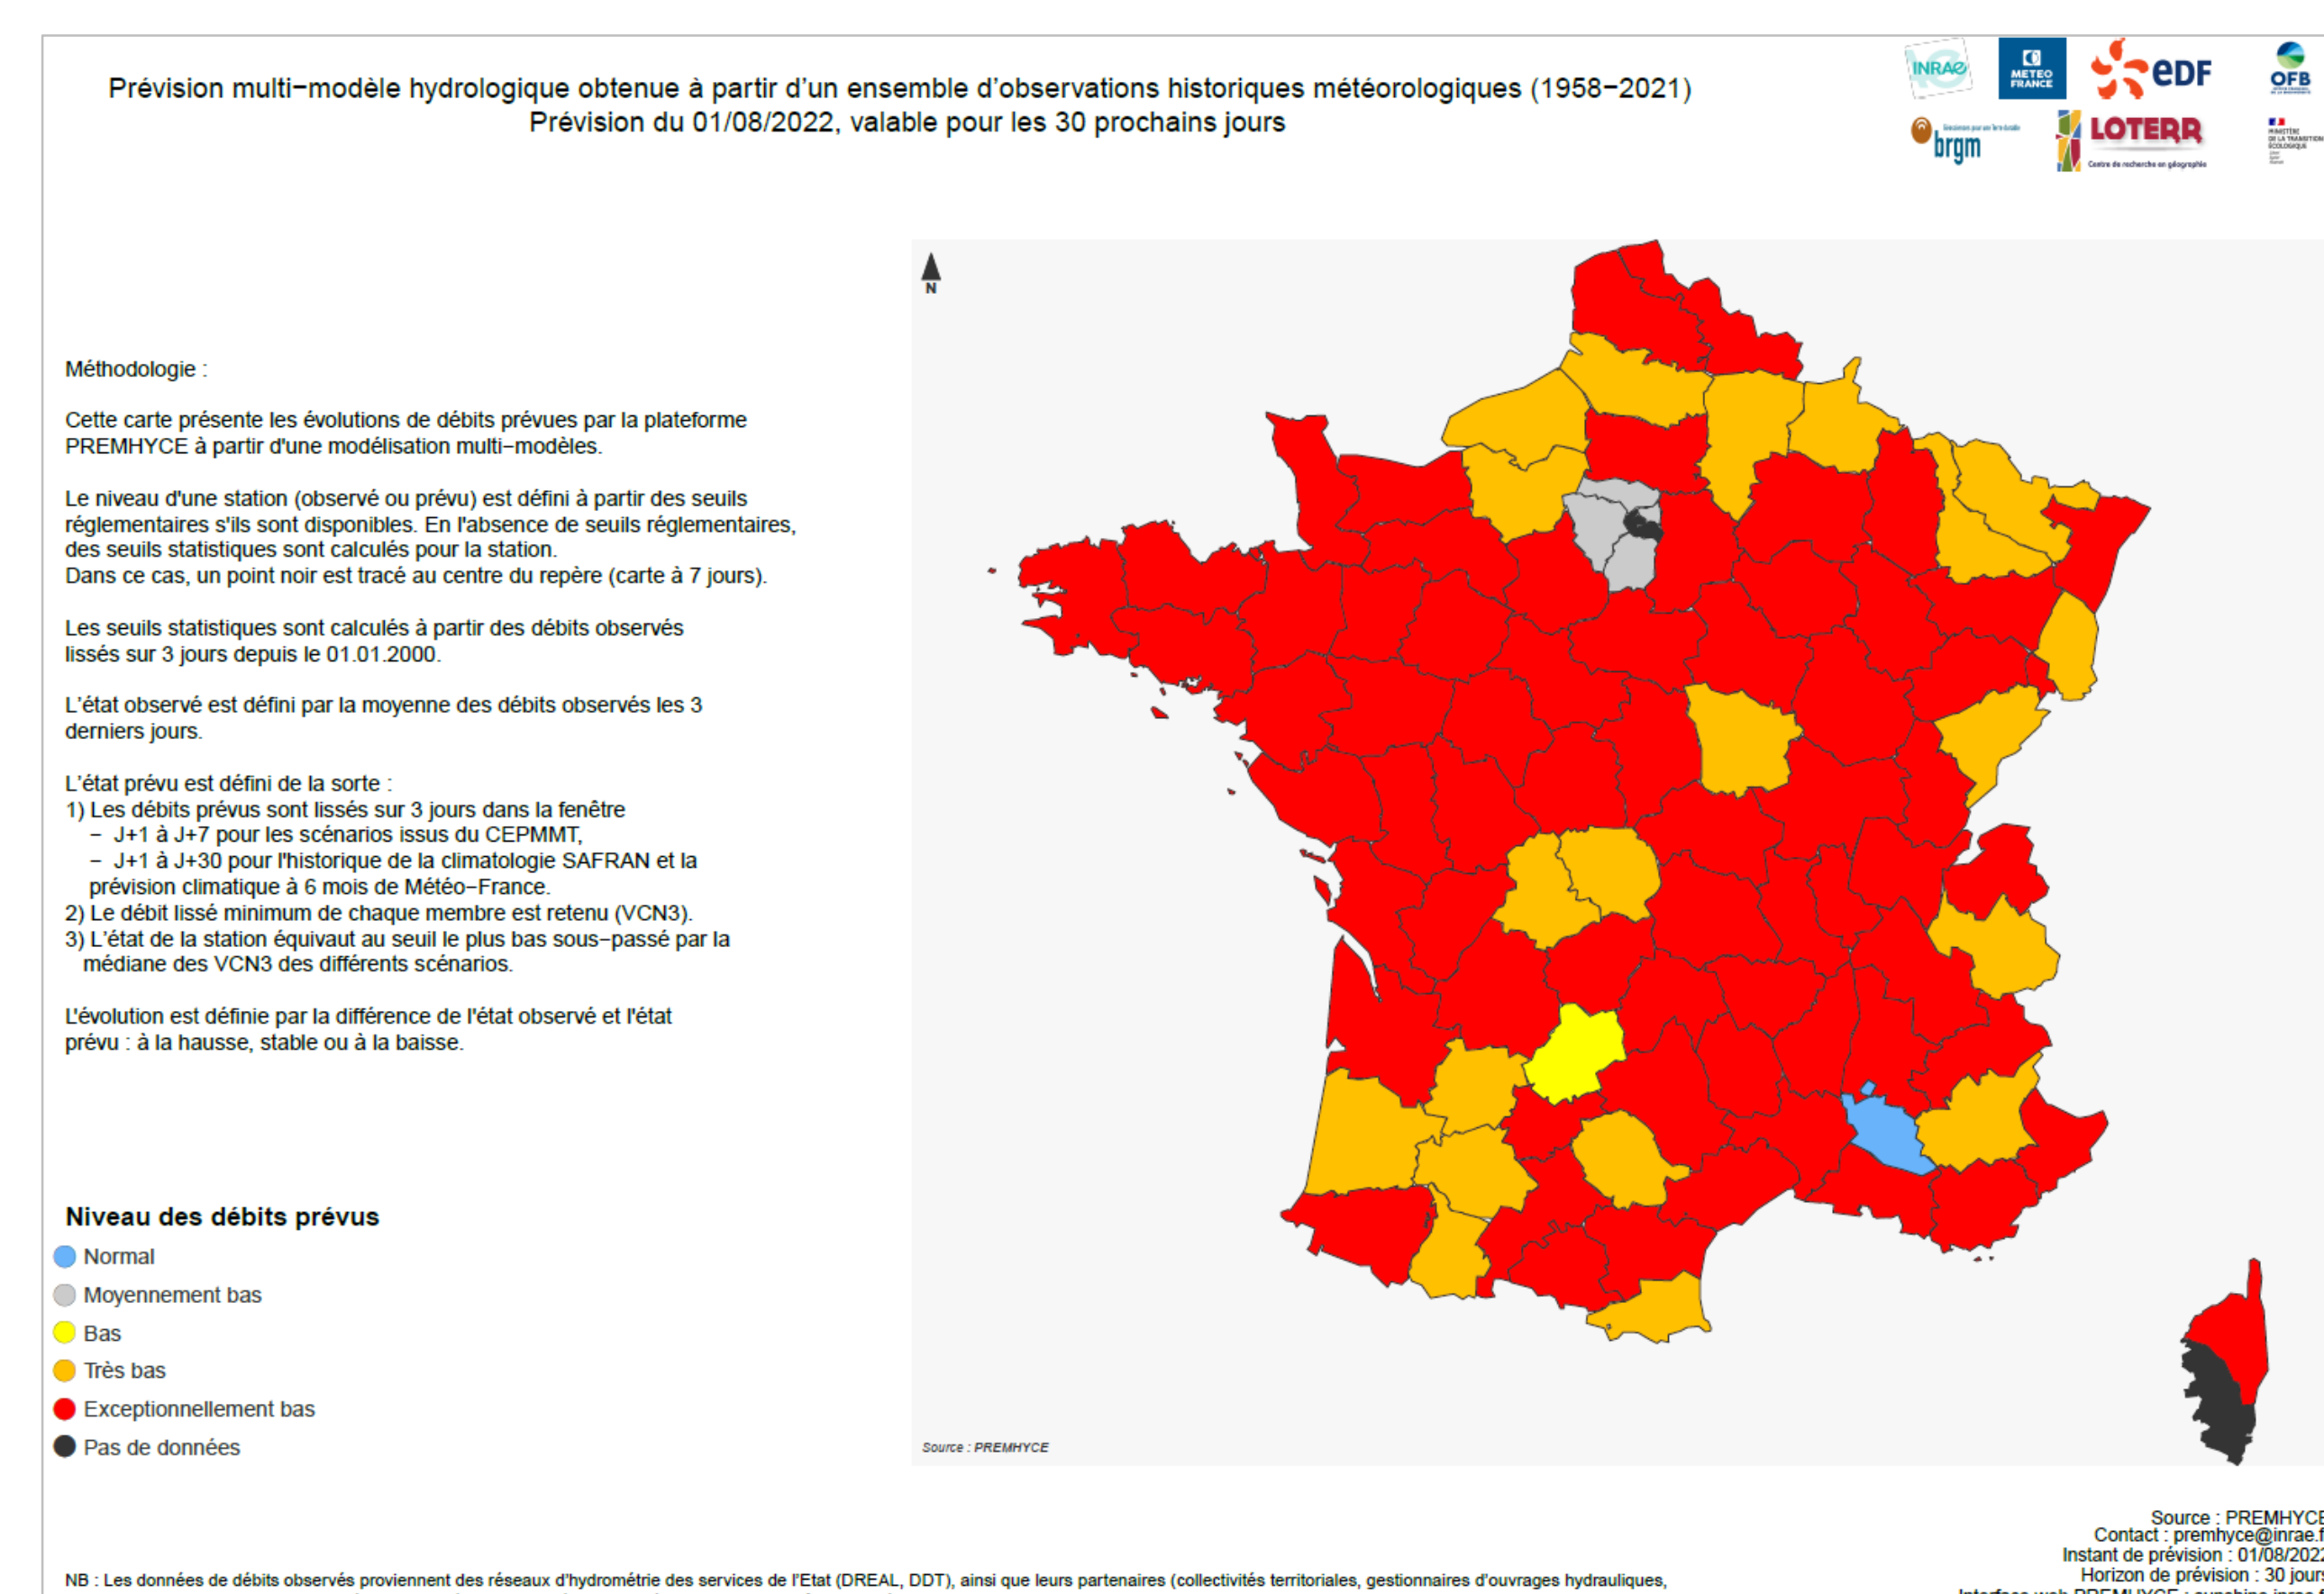 Prévision multi−modèle hydrologique obtenue à partir d'un ensemble d'observations historiques météorologiques (1958−2021)
Prévision du 01/08/2022, valable pour les 30 prochains jours
INRAE
METEO
FRANCE
eDF
OFB
brgm
LOTERR
Centre de recherche en géographie
MINISTÈRE
DE LA TRANSITION
ÉCOLOGIQUE
N
Méthodologie :
Cette carte présente les évolutions de débits prévues par la plateforme
PREMHYCE à partir d'une modélisation multi−modèles.
Le niveau d'une station (observé ou prévu) est défini à partir des seuils
réglementaires s'ils sont disponibles. En l'absence de seuils réglementaires,
des seuils statistiques sont calculés pour la station.
Dans ce cas, un point noir est tracé au centre du repère (carte à 7 jours).
Les seuils statistiques sont calculés à partir des débits observés
lissés sur 3 jours depuis le 01.01.2000.
L'état observé est défini par la moyenne des débits observés les 3
derniers jours.
L'état prévu est défini de la sorte :
1) Les débits prévus sont lissés sur 3 jours dans la fenêtre
− J+1 à J+7 pour les scénarios issus du CEPMMT,
− J+1 à J+30 pour l'historique de la climatologie SAFRAN et la
prévision climatique à 6 mois de Météo−France.
2) Le débit lissé minimum de chaque membre est retenu (VCN3).
3) L'état de la station équivaut au seuil le plus bas sous−passé par la
médiane des VCN3 des différents scénarios.
L'évolution est définie par la différence de l'état observé et l'état
prévu : à la hausse, stable ou à la baisse.
Niveau des débits prévus
Normal
Moyennement bas
Bas
Très bas
Exceptionnellement bas
Pas de données
Source : PREMHYCE
Source : PREMHYCE
Contact : premhyce@inrae.f
Instant de prévision : 01/08/2022
Horizon de prévision : 30 jours
NB : Les données de débits observés proviennent des réseaux d'hydrométrie des services de l'Etat (DREAL, DDT), ainsi que leurs partenaires (collectivités territoriales, gestionnaires d'ouvrages hydrauliques,